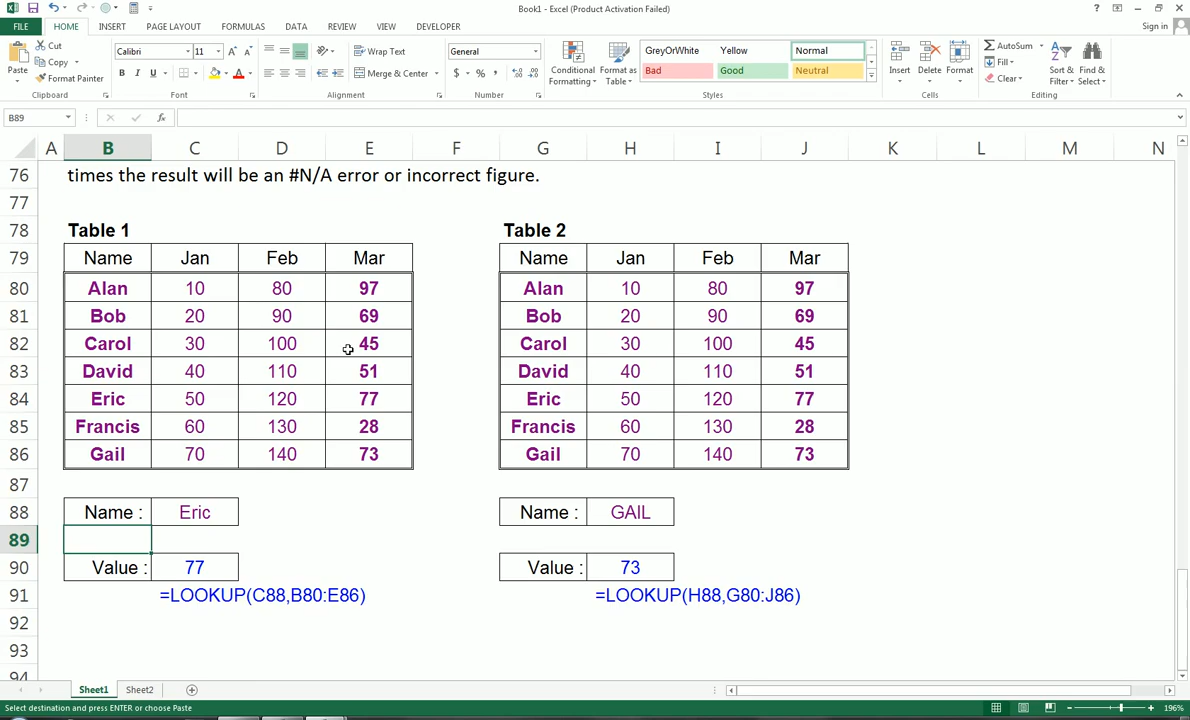 Book1 - Excel (Product Activation Failed)
Sign in
FILE HOME INSERT PAGE LAYOUT FORMULAS DATA REVIEW VIEW DEVELOPER
Paste
Cut
Copy
Format Painter
Clipboard
Calibri 11
B I U
Font
Wrap Text
Merge & Center
Alignment
General
$ % ,
Number
Conditional Formatting
Format as Table
GreyOrWhite Yellow Normal
Bad Good Neutral
Styles
Insert Delete Format
Cells
AutoSum
Fill
Clear
Sort & Filter
Find & Select
Editing
B89 fx
A B C D E F G H I J K L M N
76 times the result will be an #N/A error or incorrect figure.
77
78 Table 1 Table 2
79 Name Jan Feb Mar Name Jan Feb Mar
80 Alan 10 80 97 Alan 10 80 97
81 Bob 20 90 69 Bob 20 90 69
82 Carol 30 100 45 Carol 30 100 45
83 David 40 110 51 David 40 110 51
84 Eric 50 120 77 Eric 50 120 77
85 Francis 60 130 28 Francis 60 130 28
86 Gail 70 140 73 Gail 70 140 73
87
88 Name : Eric Name : GAIL
89
90 Value : 77 Value : 73
91 =LOOKUP(C88,B80:E86) =LOOKUP(H88,G80:J86)
92
93
94
Sheet1 Sheet2
Select destination and press ENTER or choose Paste
196%